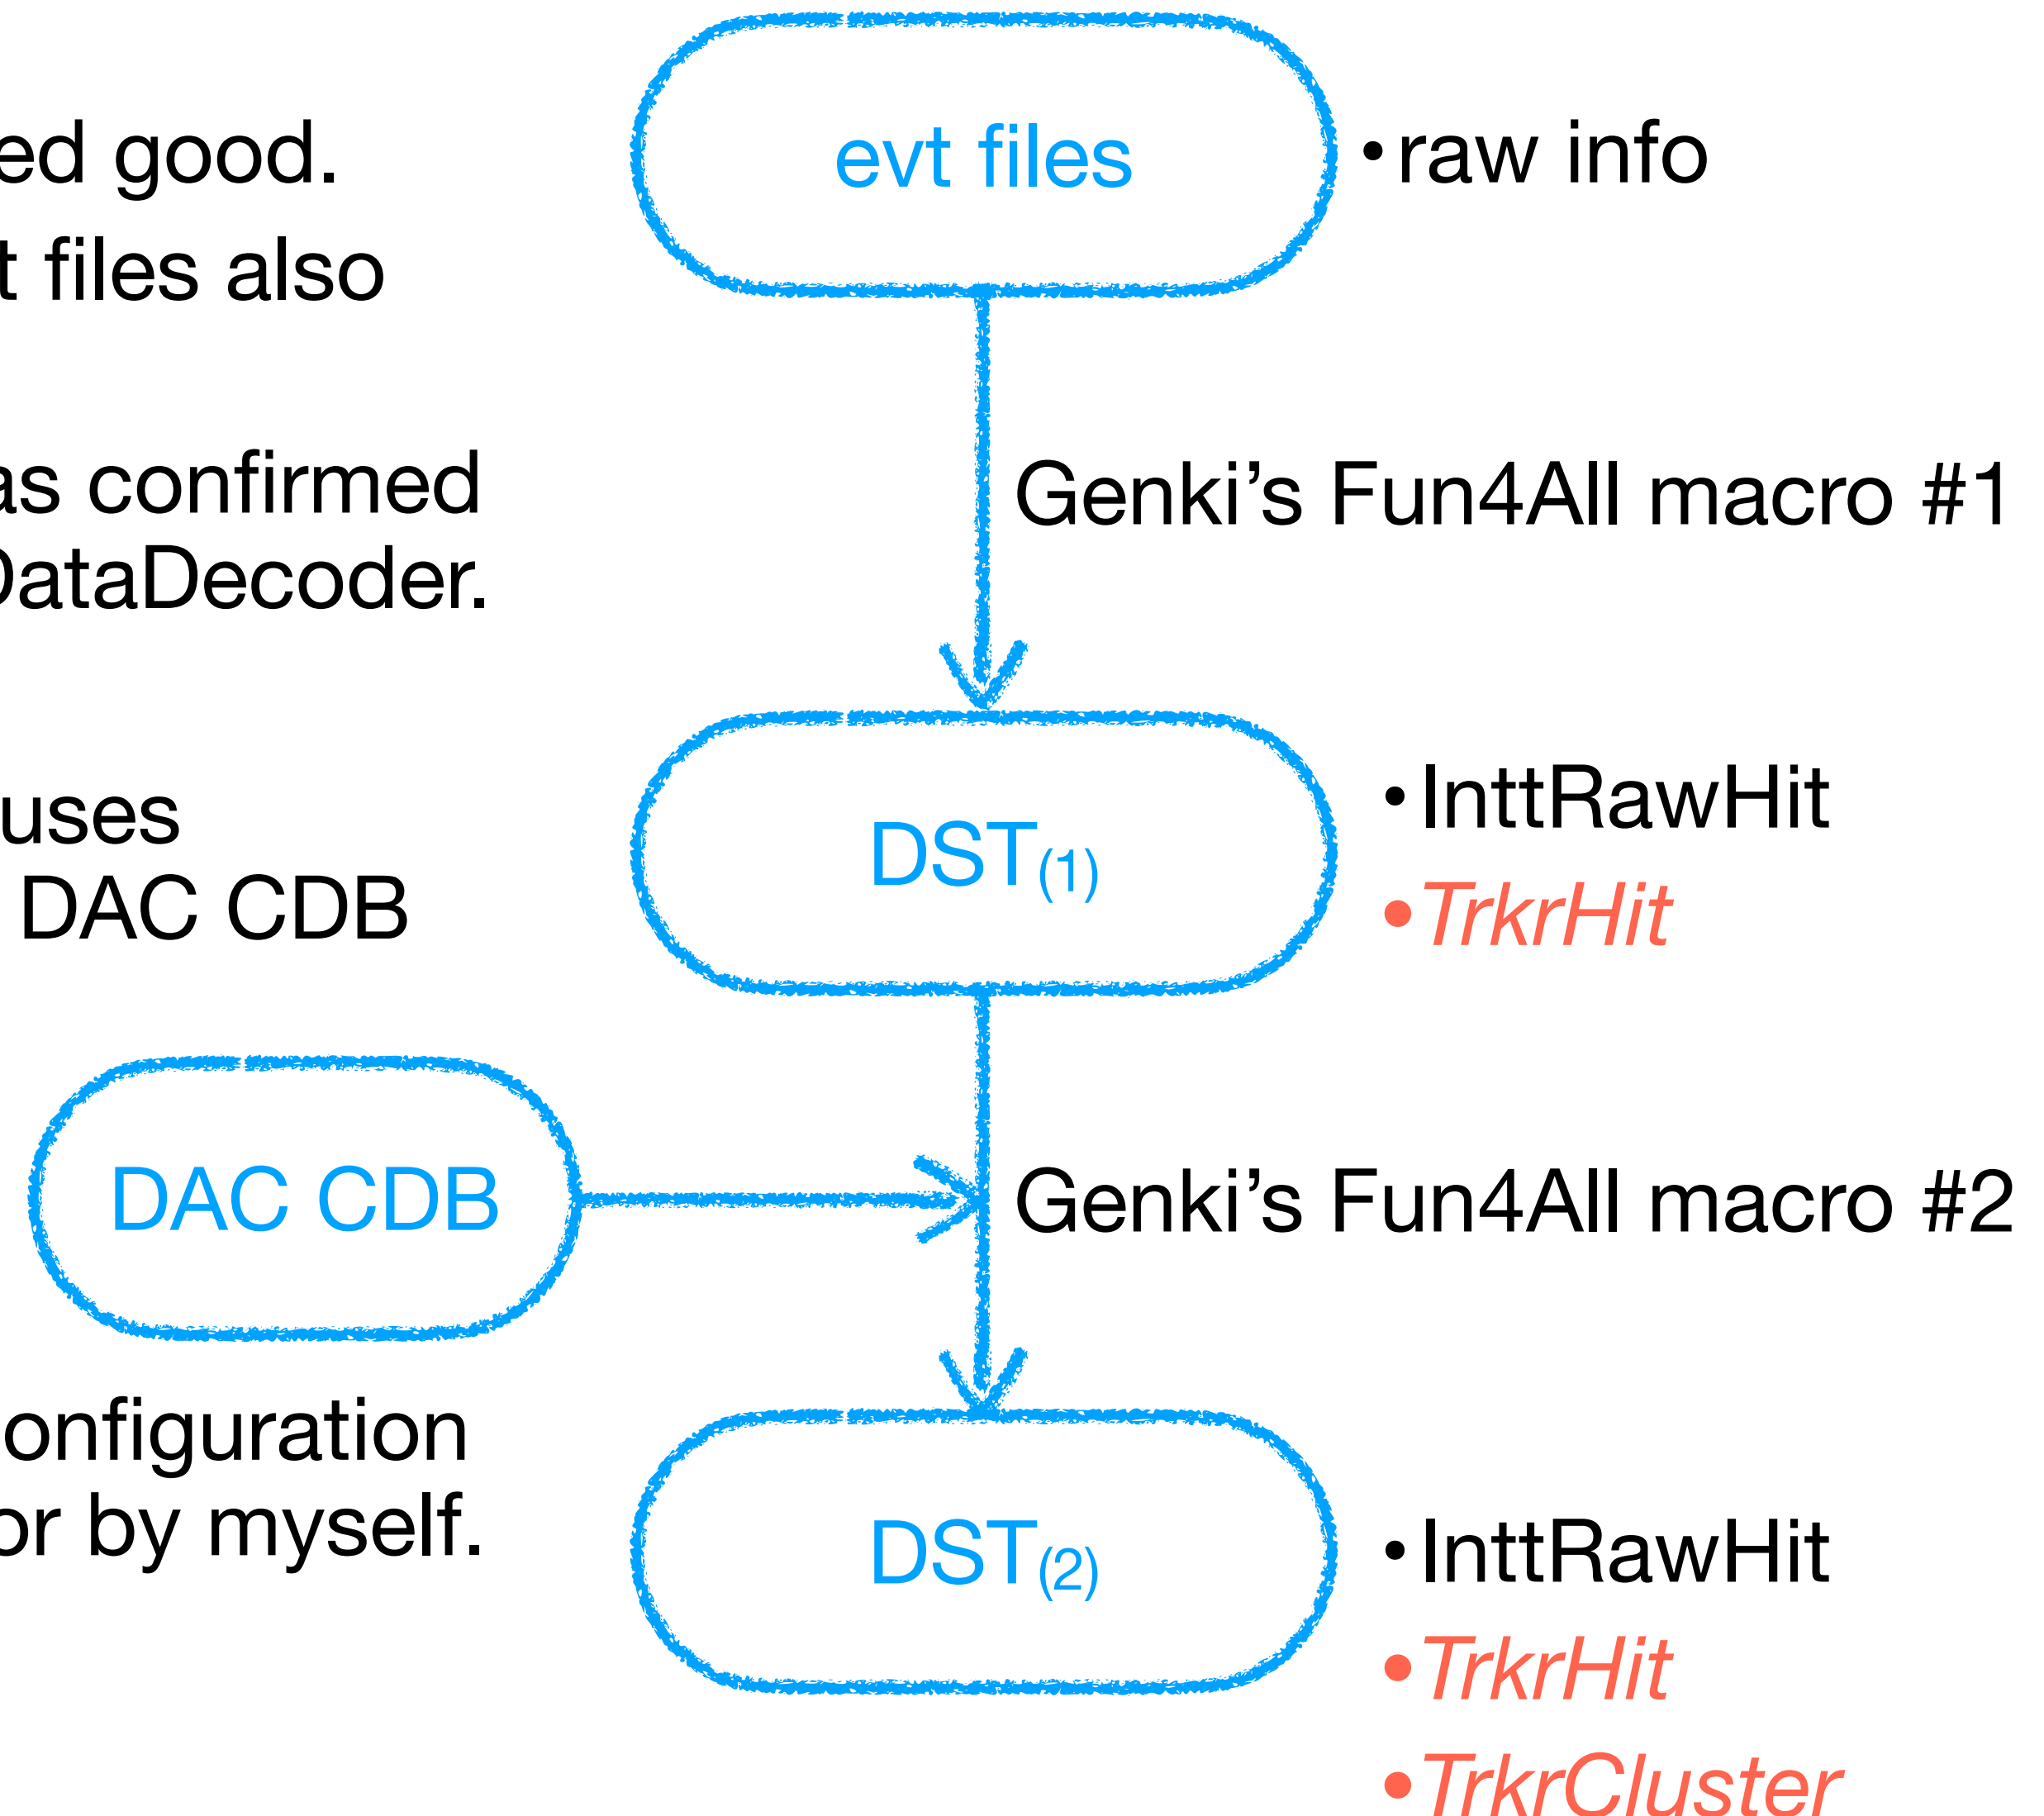 ed good.
t files also
as confirmed
DataDecoder.
uses
DAC CDB
onfiguration
or by myself.
evt files
•raw info
Genki’s Fun4All macro #1
DST(1)
•InttRawHit
•TrkrHit
DAC CDB
Genki’s Fun4All macro #2
DST(2)
•InttRawHit
•TrkrHit
•TrkrCluster